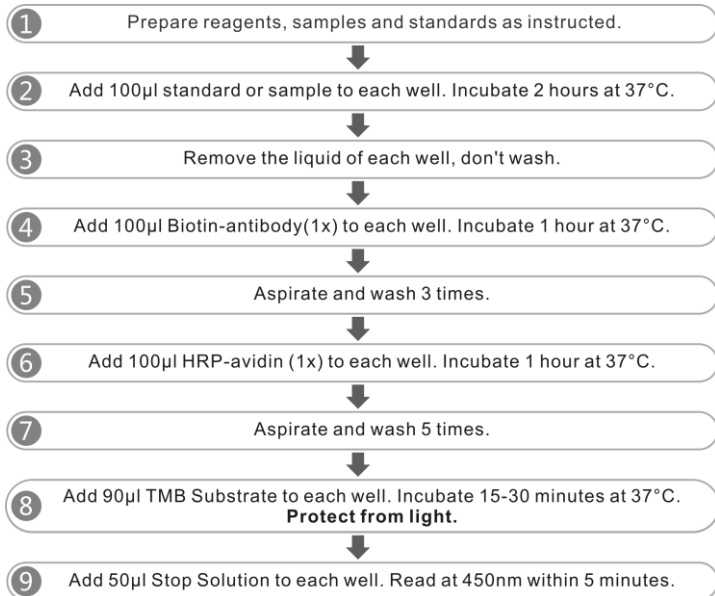 1 Prepare reagents, samples and standards as instructed.
2 Add 100μl standard or sample to each well. Incubate 2 hours at 37°C.
3 Remove the liquid of each well, don't wash.
4 Add 100μl Biotin-antibody(1x) to each well. Incubate 1 hour at 37°C.
5 Aspirate and wash 3 times.
6 Add 100μl HRP-avidin (1x) to each well. Incubate 1 hour at 37°C.
7 Aspirate and wash 5 times.
8 Add 90μl TMB Substrate to each well. Incubate 15-30 minutes at 37°C.
Protect from light.
9 Add 50μl Stop Solution to each well. Read at 450nm within 5 minutes.